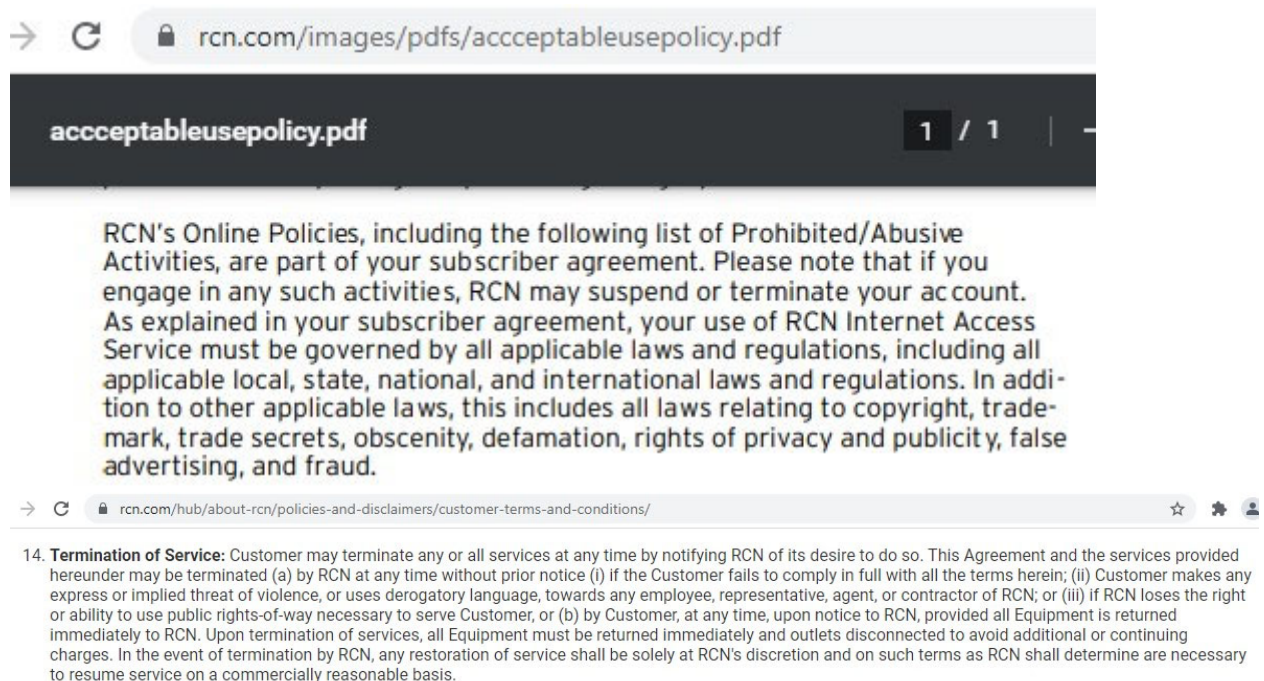 rcn.com/images/pdfs/accceptableusepolicy.pdf
accceptableusepolicy.pdf 1 / 1
RCN's Online Policies, including the following list of Prohibited/Abusive
Activities, are part of your subscriber agreement. Please note that if you
engage in any such activities, RCN may suspend or terminate your account.
As explained in your subscriber agreement, your use of RCN Internet Access
Service must be governed by all applicable laws and regulations, including all
applicable local, state, national, and international laws and regulations. In addi-
tion to other applicable laws, this includes all laws relating to copyright, trade-
mark, trade secrets, obscenity, defamation, rights of privacy and publicity, false
advertising, and fraud.
rcn.com/hub/about-rcn/policies-and-disclaimers/customer-terms-and-conditions/
14. Termination of Service: Customer may terminate any or all services at any time by notifying RCN of its desire to do so. This Agreement and the services provided
hereunder may be terminated (a) by RCN at any time without prior notice (i) if the Customer fails to comply in full with all the terms herein; (ii) Customer makes any
express or implied threat of violence, or uses derogatory language, towards any employee, representative, agent, or contractor of RCN; or (iii) if RCN loses the right
or ability to use public rights-of-way necessary to serve Customer, or (b) by Customer, at any time, upon notice to RCN, provided all Equipment is returned
immediately to RCN. Upon termination of services, all Equipment must be returned immediately and outlets disconnected to avoid additional or continuing
charges. In the event of termination by RCN, any restoration of service shall be solely at RCN's discretion and on such terms as RCN shall determine are necessary
to resume service on a commercially reasonable basis.